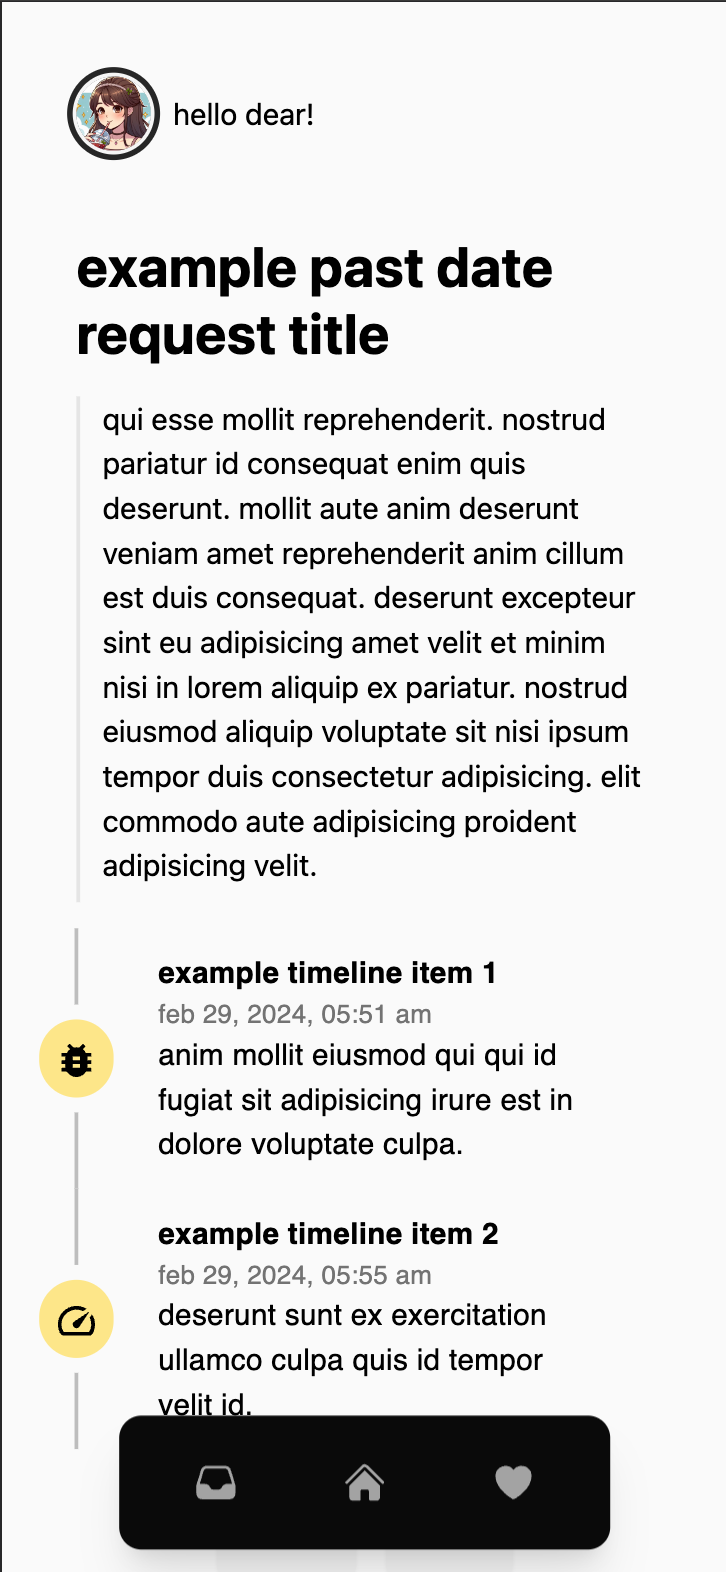 hello dear!
example past date
request title
qui esse mollit reprehenderit. nostrud
pariatur id consequat enim quis
deserunt. mollit aute anim deserunt
veniam amet reprehenderit anim cillum
est duis consequat. deserunt excepteur
sint eu adipisicing amet velit et minim
nisi in lorem aliquip ex pariatur. nostrud
eiusmod aliquip voluptate sit nisi ipsum
tempor duis consectetur adipisicing. elit
commodo aute adipisicing proident
adipisicing velit.
example timeline item 1
feb 29, 2024, 05:51 am
anim mollit eiusmod qui qui id
fugiat sit adipisicing irure est in
dolore voluptate culpa.
example timeline item 2
feb 29, 2024, 05:55 am
deserunt sunt ex exercitation
ullamco culpa quis id tempor
velit id.